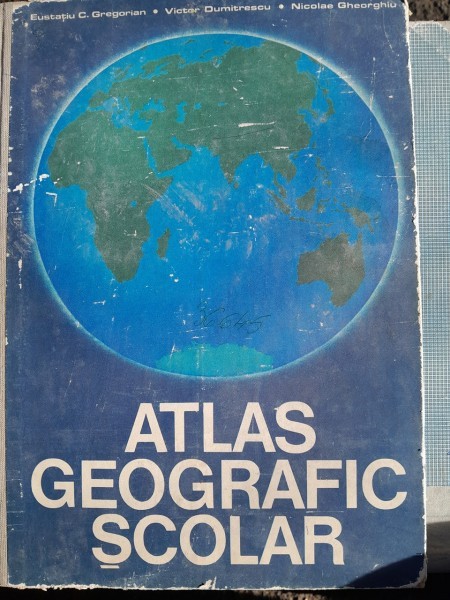 Eustațiu C. Gregorian • Victor Dumitrescu • Nicolae Gheorghiu
ATLAS
GEOGRAFIC
ȘCOLAR